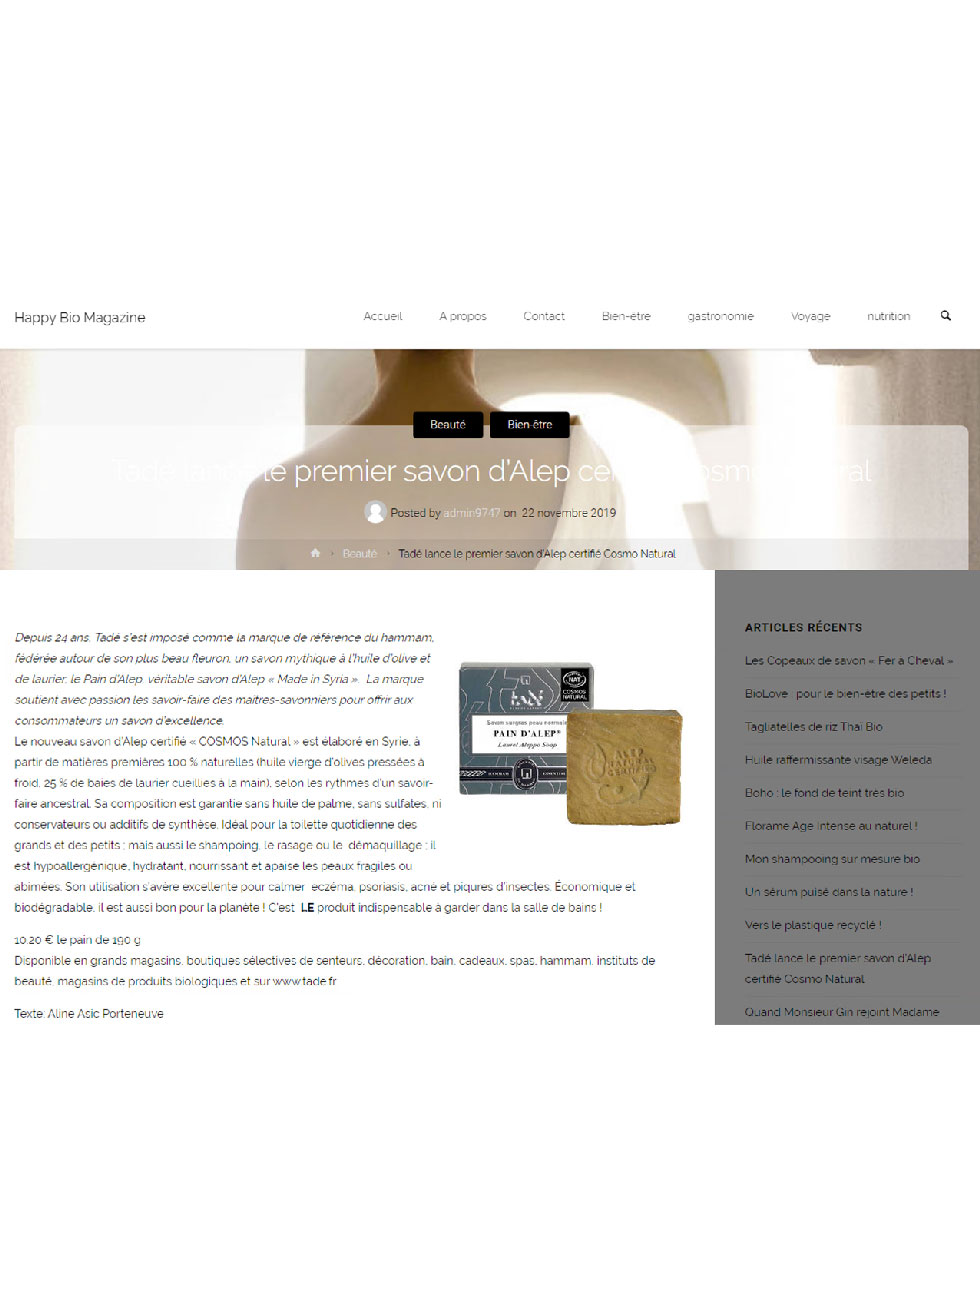 Happy Bio Magazine
Accueil
A propos
Contact
Bien-être
gastronomie
Voyage
nutrition
Beauté
Bien-être
Tadé lance le premier savon d'Alep certifié Cosmo Natural
Posted by admin9747 on 22 novembre 2019
Beauté > Tadé lance le premier savon d'Alep certifié Cosmo Natural
Depuis 24 ans, Tadé s'est imposé comme la marque de référence du hammam,
fédérée autour de son plus beau fleuron, un savon mythique à l'huile d'olive et
de laurier, le Pain d'Alep, véritable savon d'Alep « Made in Syria ». La marque
soutient avec passion les savoir-faire des maitres-savonniers pour offrir aux
consommateurs un savon d'excellence.
Le nouveau savon d'Alep certifié « COSMOS Natural » est élaboré en Syrie, à
partir de matières premières 100 % naturelles (huile vierge d'olives pressées à
froid, 25 % de baies de laurier cueillies à la main), selon les rythmes d'un savoir-
faire ancestral. Sa composition est garantie sans huile de palme, sans sulfates, ni
conservateurs ou additifs de synthèse. Idéal pour la toilette quotidienne des
grands et des petits ; mais aussi le shampoing, le rasage ou le démaquillage ; il
est hypoallergénique, hydratant, nourrissant et apaise les peaux fragiles ou
abimées. Son utilisation s'avère excellente pour calmer eczéma, psoriasis, acné et piqures d'insectes. Économique et
biodégradable, il est aussi bon pour la planète ! C'est LE produit indispensable à garder dans la salle de bains !
10,20 € le pain de 190 g
Disponible en grands magasins, boutiques sélectives de senteurs, décoration, bain, cadeaux, spas, hammam, instituts de
beauté, magasins de produits biologiques et sur www.tade.fr
Texte: Aline Asic Porteneuve
NAT
COSMOS
NATURAL
Savon surgras peau normale
PAIN D'ALEP®
Laurel Aleppo Soap
ALEP
NATURAL
CERTIFIED
ARTICLES RÉCENTS
Les Copeaux de savon « Fer à Cheval »
BioLove : pour le bien-être des petits !
Tagliatelles de riz Thaï Bio
Huile raffermissante visage Weleda
Boho : le fond de teint très bio
Florame Age Intense au naturel !
Mon shampooing sur mesure bio
Un sérum puisé dans la nature !
Vers le plastique recyclé !
Tadé lance le premier savon d'Alep
certifié Cosmo Natural
Quand Monsieur Gin rejoint Madame